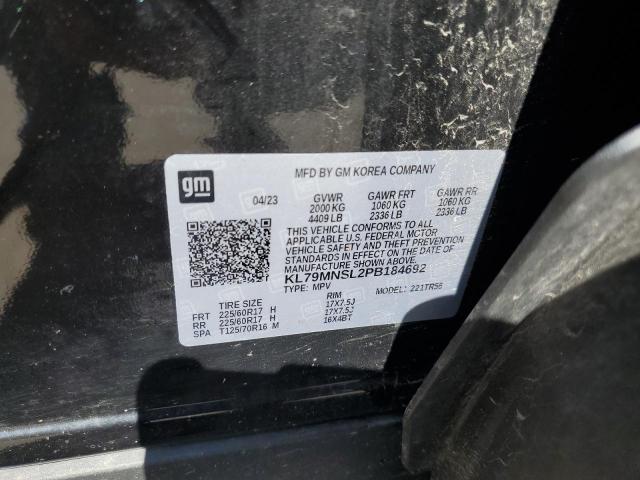 gm
MFD BY GM KOREA COMPANY
04/23 GVWR GAWR FRT GAWR RR
2000 KG 1060 KG 1060 KG
4409 LB 2336 LB 2336 LB
THIS VEHICLE CONFORMS TO ALL
APPLICABLE U.S. FEDERAL MOTOR
VEHICLE SAFETY AND THEFT PREVENTION
STANDARDS IN EFFECT ON THE DATE OF
MANUFACTURE SHOWN ABOVE.
KL79MNSL2PB184692
TYPE: MPV MODEL: 221TR56
TIRE SIZE RIM
FRT 225/60R17 H 17X7.5J
RR 225/60R17 H 17X7.5J
SPA T125/70R16 M 16X4BT